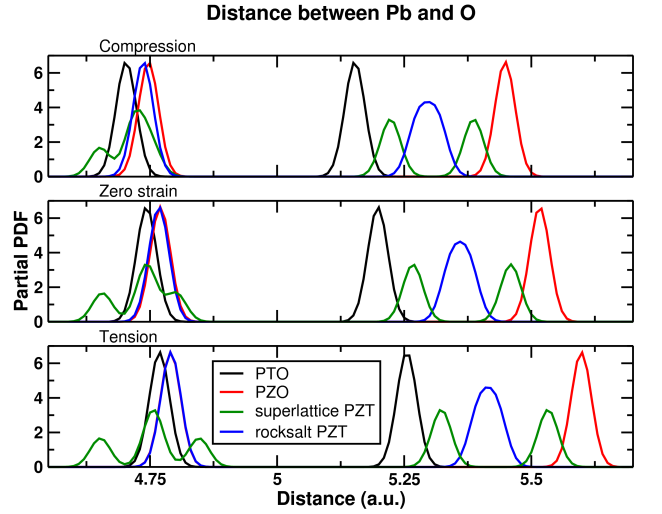 Distance between Pb and O
Compression
6
4
2
0
Zero strain
6
4
2
0
Partial PDF
Tension
6
4
2
0
PTO
PZO
superlattice PZT
rocksalt PZT
4.75 5 5.25 5.5
Distance (a.u.)